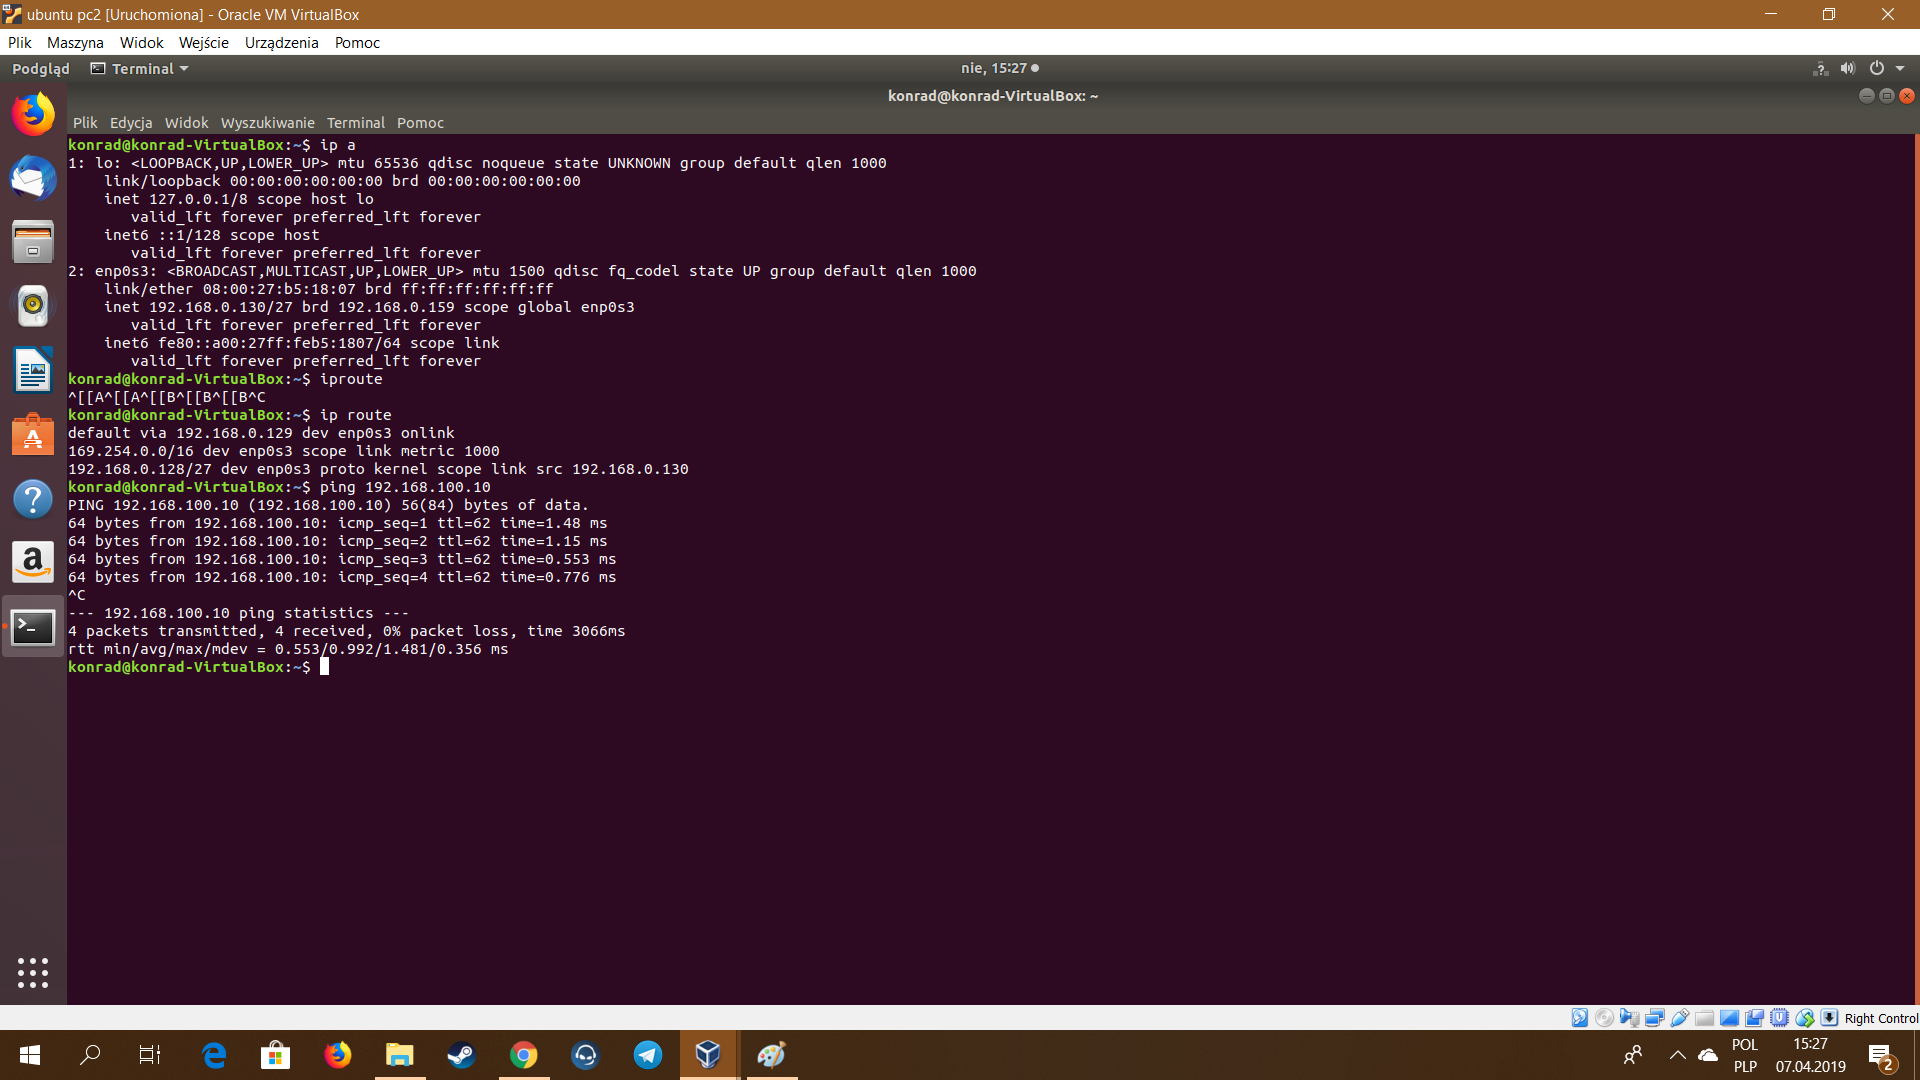 ubuntu pc2 [Uruchomiona] - Oracle VM VirtualBox
Plik Maszyna Widok Wejście Urządzenia Pomoc
Podgląd Terminal nie, 15:27
konrad@konrad-VirtualBox: ~
Plik Edycja Widok Wyszukiwanie Terminal Pomoc
konrad@konrad-VirtualBox:~$ ip a
1: lo: <LOOPBACK,UP,LOWER_UP> mtu 65536 qdisc noqueue state UNKNOWN group default qlen 1000
link/loopback 00:00:00:00:00:00 brd 00:00:00:00:00:00
inet 127.0.0.1/8 scope host lo
valid_lft forever preferred_lft forever
inet6 ::1/128 scope host
valid_lft forever preferred_lft forever
2: enp0s3: <BROADCAST,MULTICAST,UP,LOWER_UP> mtu 1500 qdisc fq_codel state UP group default qlen 1000
link/ether 08:00:27:b5:18:07 brd ff:ff:ff:ff:ff:ff
inet 192.168.0.130/27 brd 192.168.0.159 scope global enp0s3
valid_lft forever preferred_lft forever
inet6 fe80::a00:27ff:feb5:1807/64 scope link
valid_lft forever preferred_lft forever
konrad@konrad-VirtualBox:~$ iproute
^[[A^[[A^[[B^[[B^[[B^C
konrad@konrad-VirtualBox:~$ ip route
default via 192.168.0.129 dev enp0s3 onlink
169.254.0.0/16 dev enp0s3 scope link metric 1000
192.168.0.128/27 dev enp0s3 proto kernel scope link src 192.168.0.130
konrad@konrad-VirtualBox:~$ ping 192.168.100.10
PING 192.168.100.10 (192.168.100.10) 56(84) bytes of data.
64 bytes from 192.168.100.10: icmp_seq=1 ttl=62 time=1.48 ms
64 bytes from 192.168.100.10: icmp_seq=2 ttl=62 time=1.15 ms
64 bytes from 192.168.100.10: icmp_seq=3 ttl=62 time=0.553 ms
64 bytes from 192.168.100.10: icmp_seq=4 ttl=62 time=0.776 ms
^C
--- 192.168.100.10 ping statistics ---
4 packets transmitted, 4 received, 0% packet loss, time 3066ms
rtt min/avg/max/mdev = 0.553/0.992/1.481/0.356 ms
konrad@konrad-VirtualBox:~$
Right Control
POL 15:27
PLP 07.04.2019 2